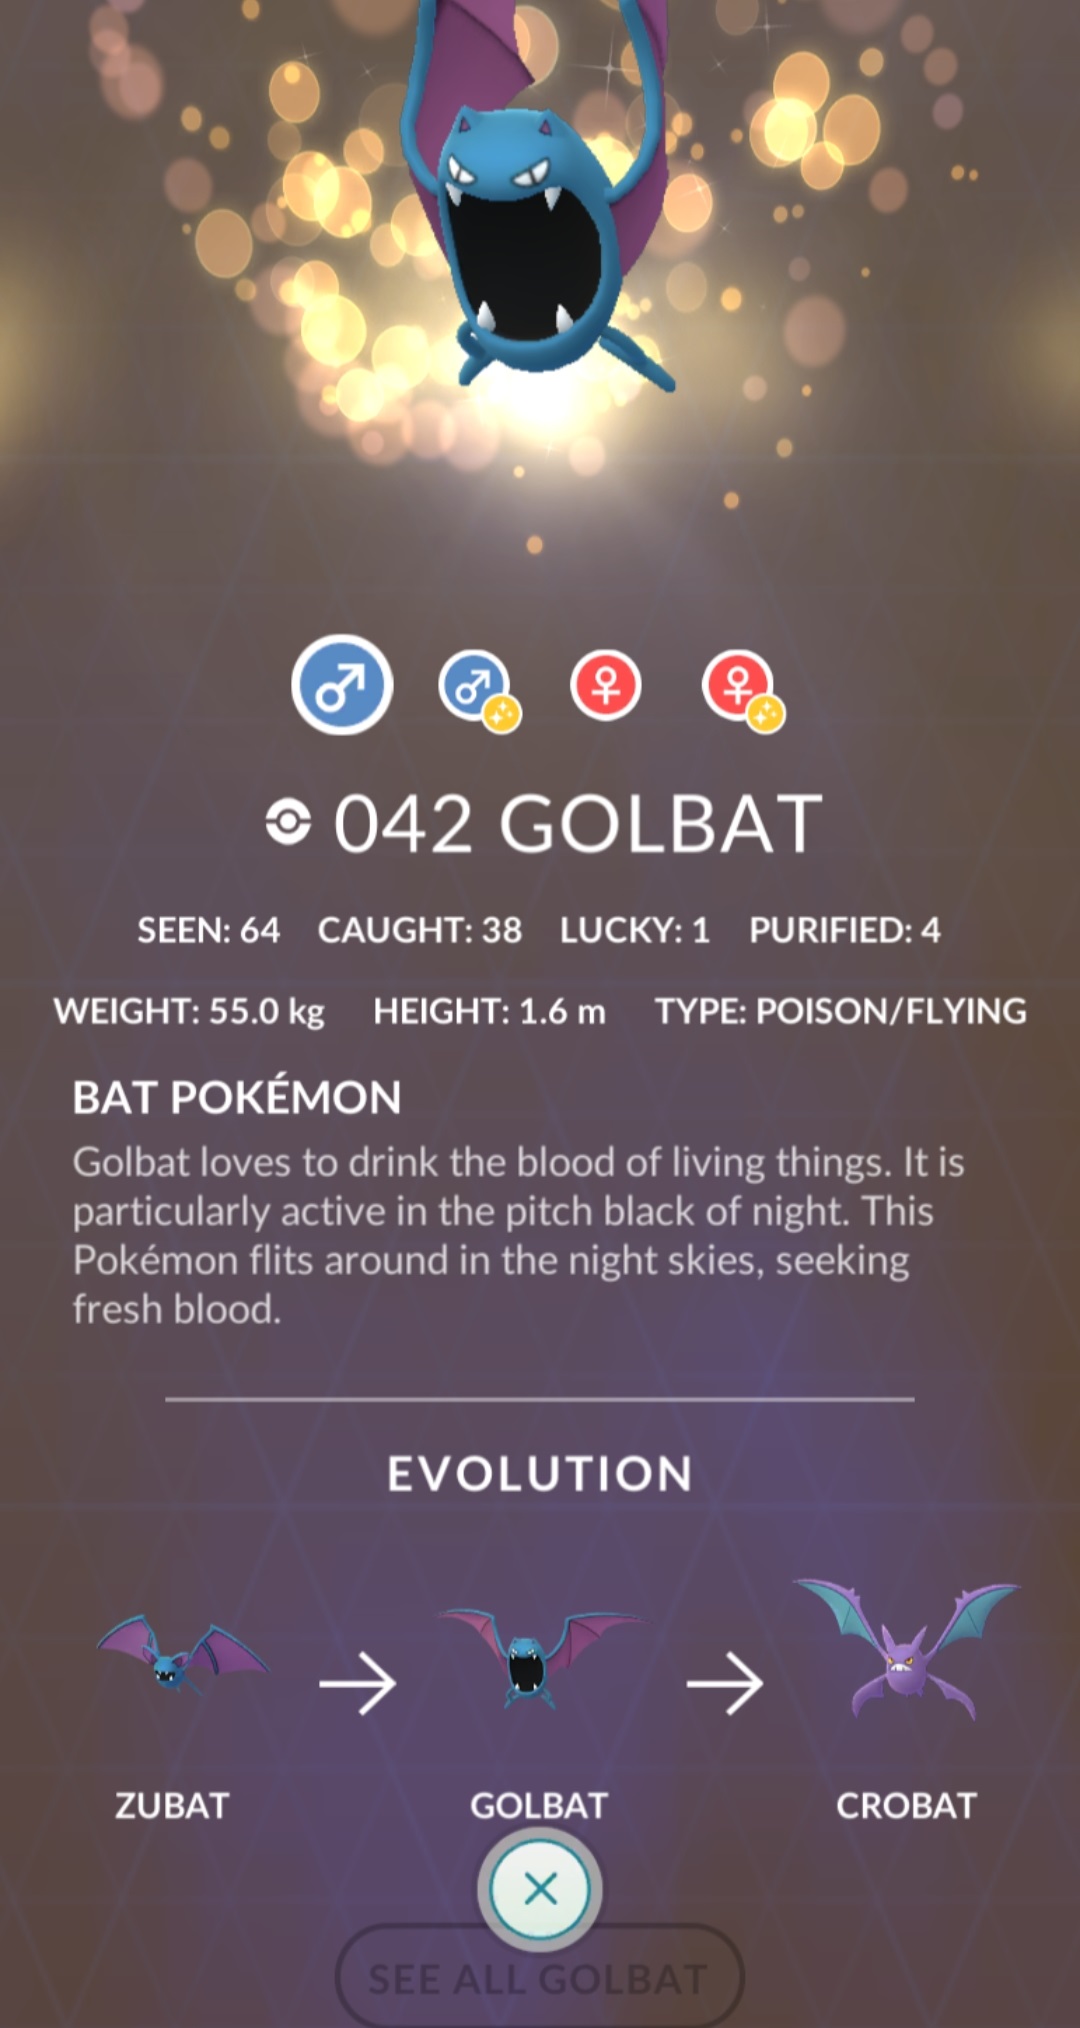 042 GOLBAT
SEEN: 64 CAUGHT: 38 LUCKY: 1 PURIFIED: 4
WEIGHT: 55.0 kg HEIGHT: 1.6 m TYPE: POISON/FLYING
BAT POKÉMON
Golbat loves to drink the blood of living things. It is
particularly active in the pitch black of night. This
Pokémon flits around in the night skies, seeking
fresh blood.
EVOLUTION
ZUBAT GOLBAT CROBAT
SEE ALL GOLBAT